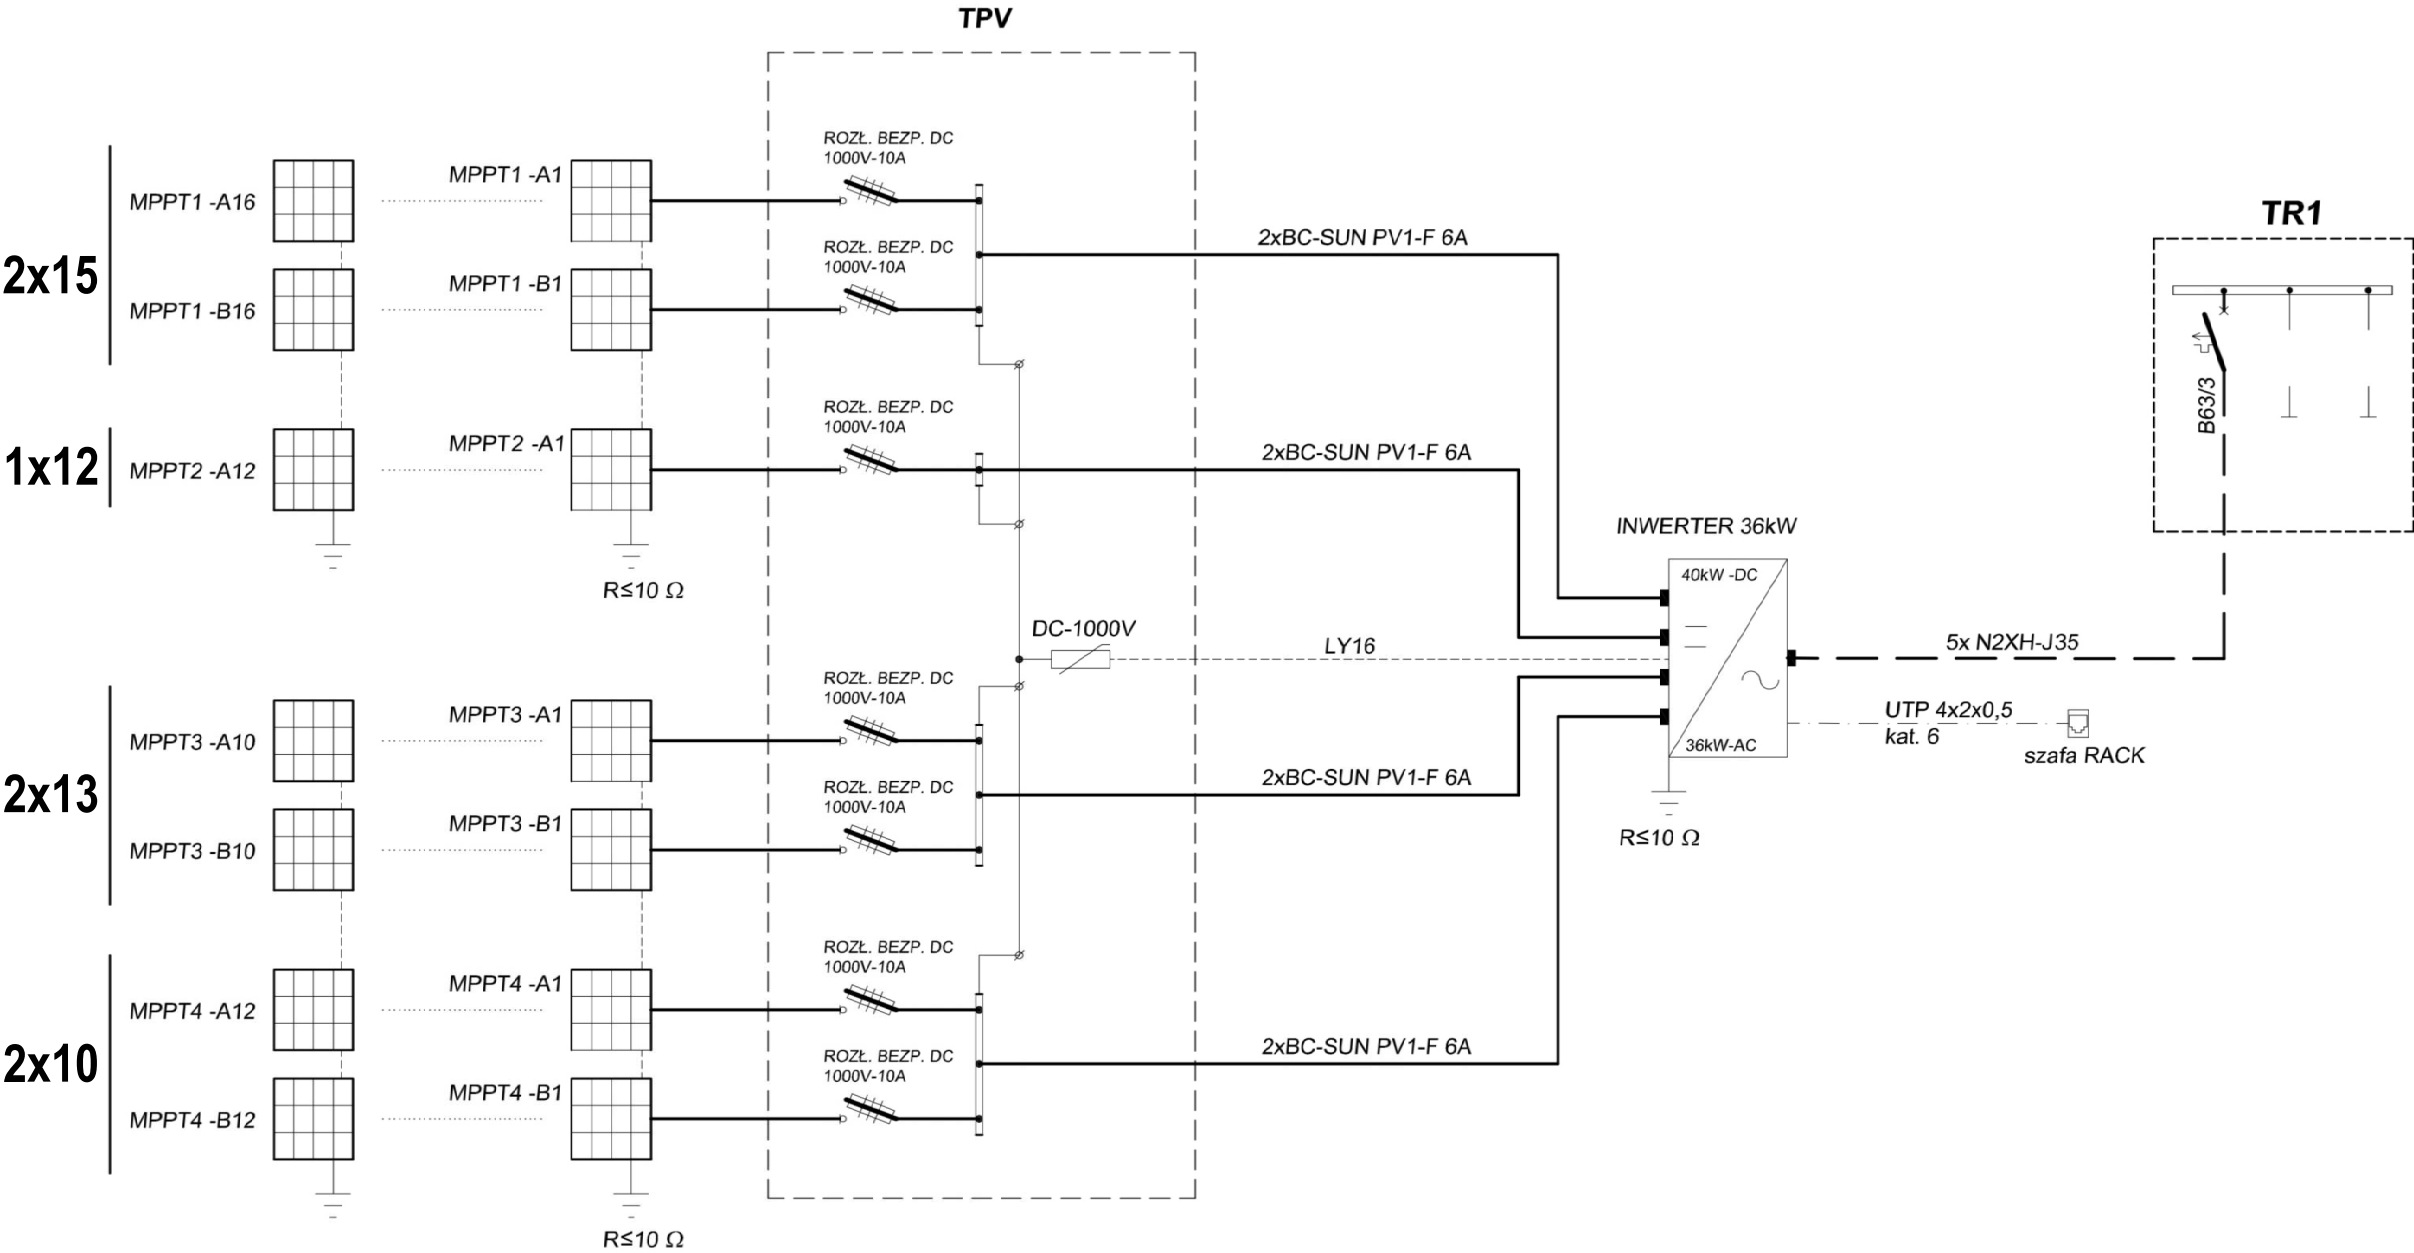 TPV
ROZŁ. BEZP. DC
1000V-10A
MPPT1 -A1
MPPT1 -A16
TR1
2xBC-SUN PV1-F 6A
ROZŁ. BEZP. DC
1000V-10A
2x15
MPPT1 -B1
MPPT1 -B16
B63/3
ROZŁ. BEZP. DC
1000V-10A
MPPT2 -A1
2xBC-SUN PV1-F 6A
1x12
MPPT2 -A12
INWERTER 36kW
40kW -DC
R≤10 Ω
DC-1000V
LY16
5x N2XH-J35
ROZŁ. BEZP. DC
1000V-10A
MPPT3 -A1
MPPT3 -A10
UTP 4x2x0,5
kat. 6
36kW-AC
szafa RACK
2xBC-SUN PV1-F 6A
ROZŁ. BEZP. DC
1000V-10A
2x13
MPPT3 -B1
MPPT3 -B10
R≤10 Ω
ROZŁ. BEZP. DC
1000V-10A
MPPT4 -A1
MPPT4 -A12
2xBC-SUN PV1-F 6A
ROZŁ. BEZP. DC
1000V-10A
2x10
MPPT4 -B1
MPPT4 -B12
R≤10 Ω